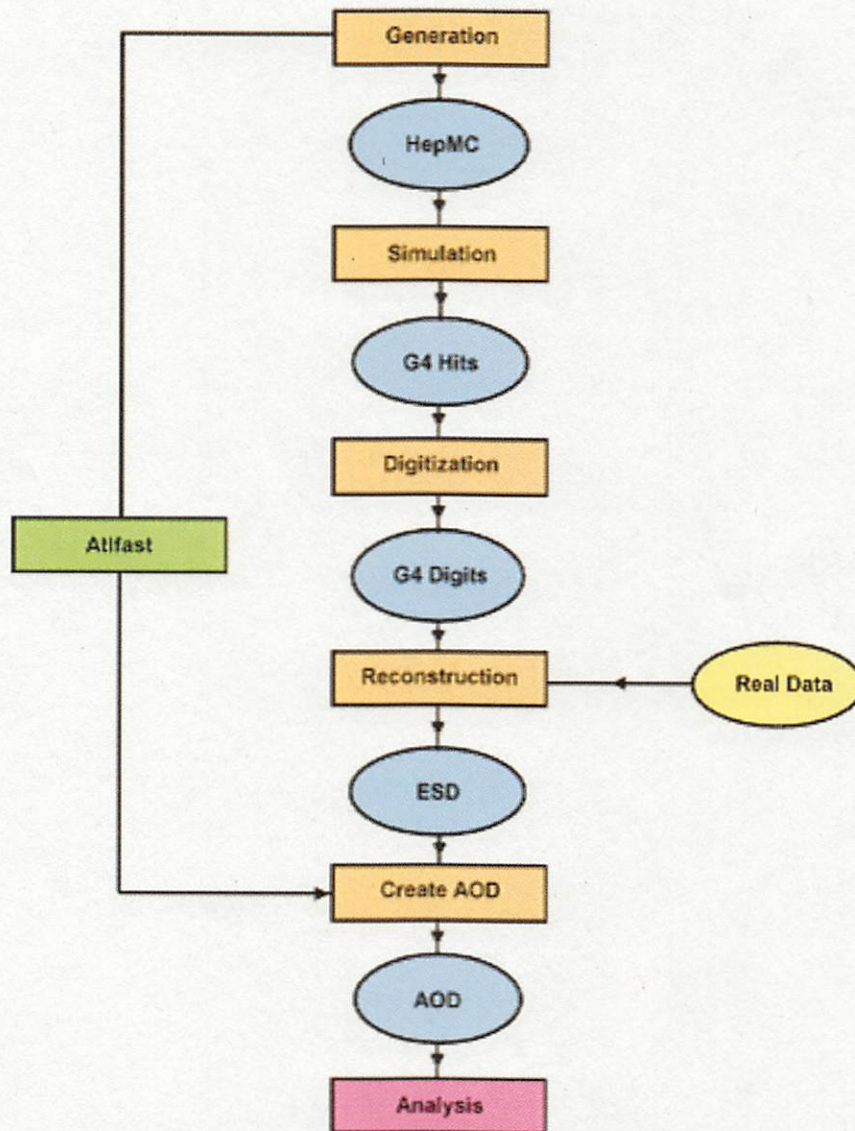 Generation
HepMC
Simulation
G4 Hits
Digitization
Atlfast
G4 Digits
Reconstruction
Real Data
ESD
Create AOD
AOD
Analysis